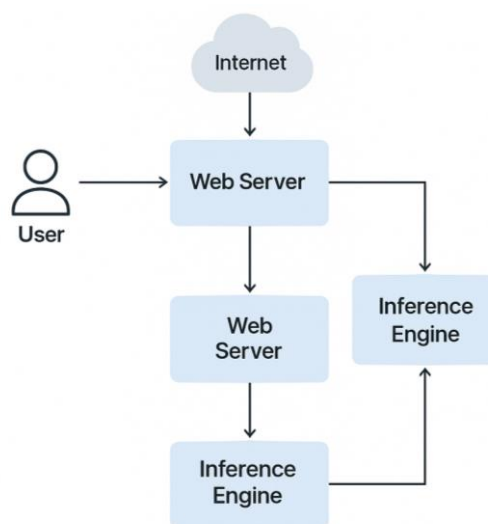 Internet
Web Server
User
Web
Server
Inference
Engine
Inference
Engine